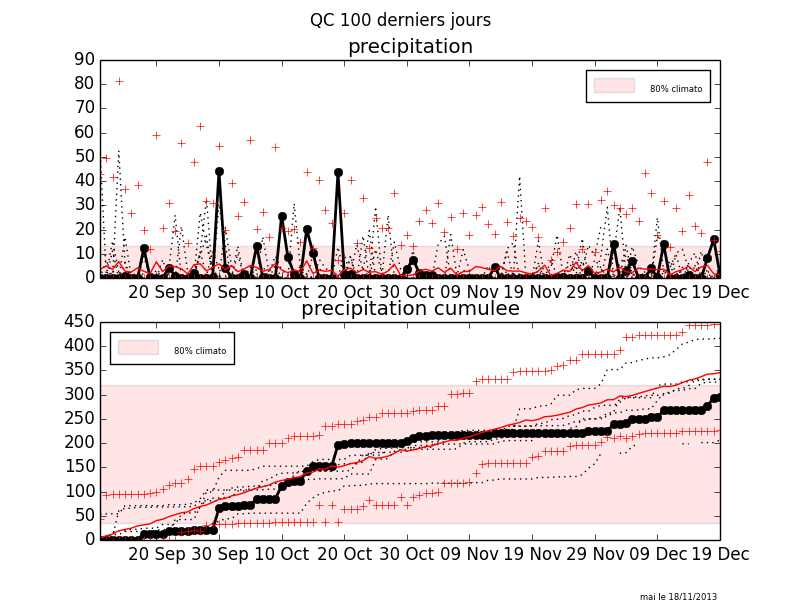 QC 100 derniers jours
precipitation
90
80
70
60
50
40
30
20
10
0
80% climato
20 Sep 30 Sep 10 Oct 20 Oct 30 Oct 09 Nov 19 Nov 29 Nov 09 Dec 19 Dec
precipitation cumulee
450
400
350
300
250
200
150
100
50
0
80% climato
20 Sep 30 Sep 10 Oct 20 Oct 30 Oct 09 Nov 19 Nov 29 Nov 09 Dec 19 Dec
mai le 18/11/2013